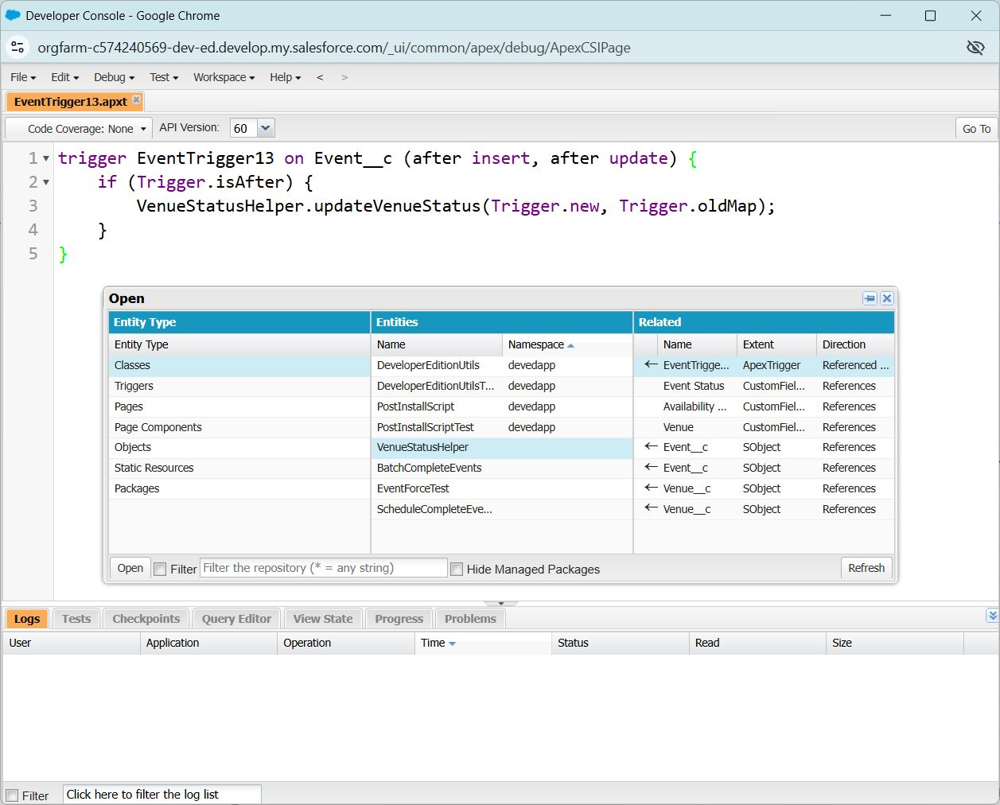 Developer Console - Google Chrome
orgfarm-c574240569-dev-ed.develop.my.salesforce.com/_ui/common/apex/debug/ApexCSIPage
File Edit Debug Test Workspace Help < >
EventTrigger13.apxt
Code Coverage: None API Version: 60 Go To
1 trigger EventTrigger13 on Event__c (after insert, after update) {
2 if (Trigger.isAfter) {
3 VenueStatusHelper.updateVenueStatus(Trigger.new, Trigger.oldMap);
4 }
5 }
Open
Entity Type Entities Related
Entity Type Name Namespace Name Extent Direction
Classes DeveloperEditionUtils devedapp ← EventTrigge... ApexTrigger Referenced ...
Triggers DeveloperEditionUtilsT... devedapp Event Status CustomFiel... References
Pages PostInstallScript devedapp Availability ... CustomFiel... References
Page Components PostInstallScriptTest devedapp Venue CustomFiel... References
Objects VenueStatusHelper ← Event__c SObject References
Static Resources BatchCompleteEvents ← Event__c SObject References
Packages EventForceTest ← Venue__c SObject References
ScheduleCompleteEve... ← Venue__c SObject References
Open Filter Filter the repository (* = any string) Hide Managed Packages Refresh
Logs Tests Checkpoints Query Editor View State Progress Problems
User Application Operation Time Status Read Size
Filter Click here to filter the log list